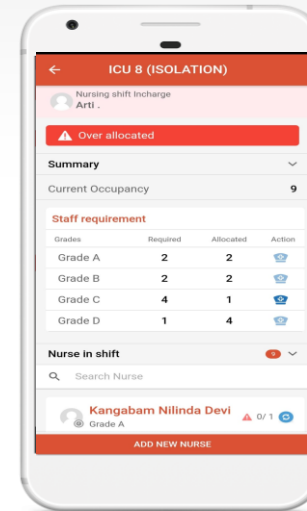 ICU 8 (ISOLATION)
Nursing shift Incharge
Arti .
Over allocated
Summary
Current Occupancy 9
Staff requirement
Grades Required Allocated Action
Grade A 2 2
Grade B 2 2
Grade C 4 1
Grade D 1 4
Nurse in shift 9
Search Nurse
Kangabam Nilinda Devi 0/ 1
Grade A
ADD NEW NURSE